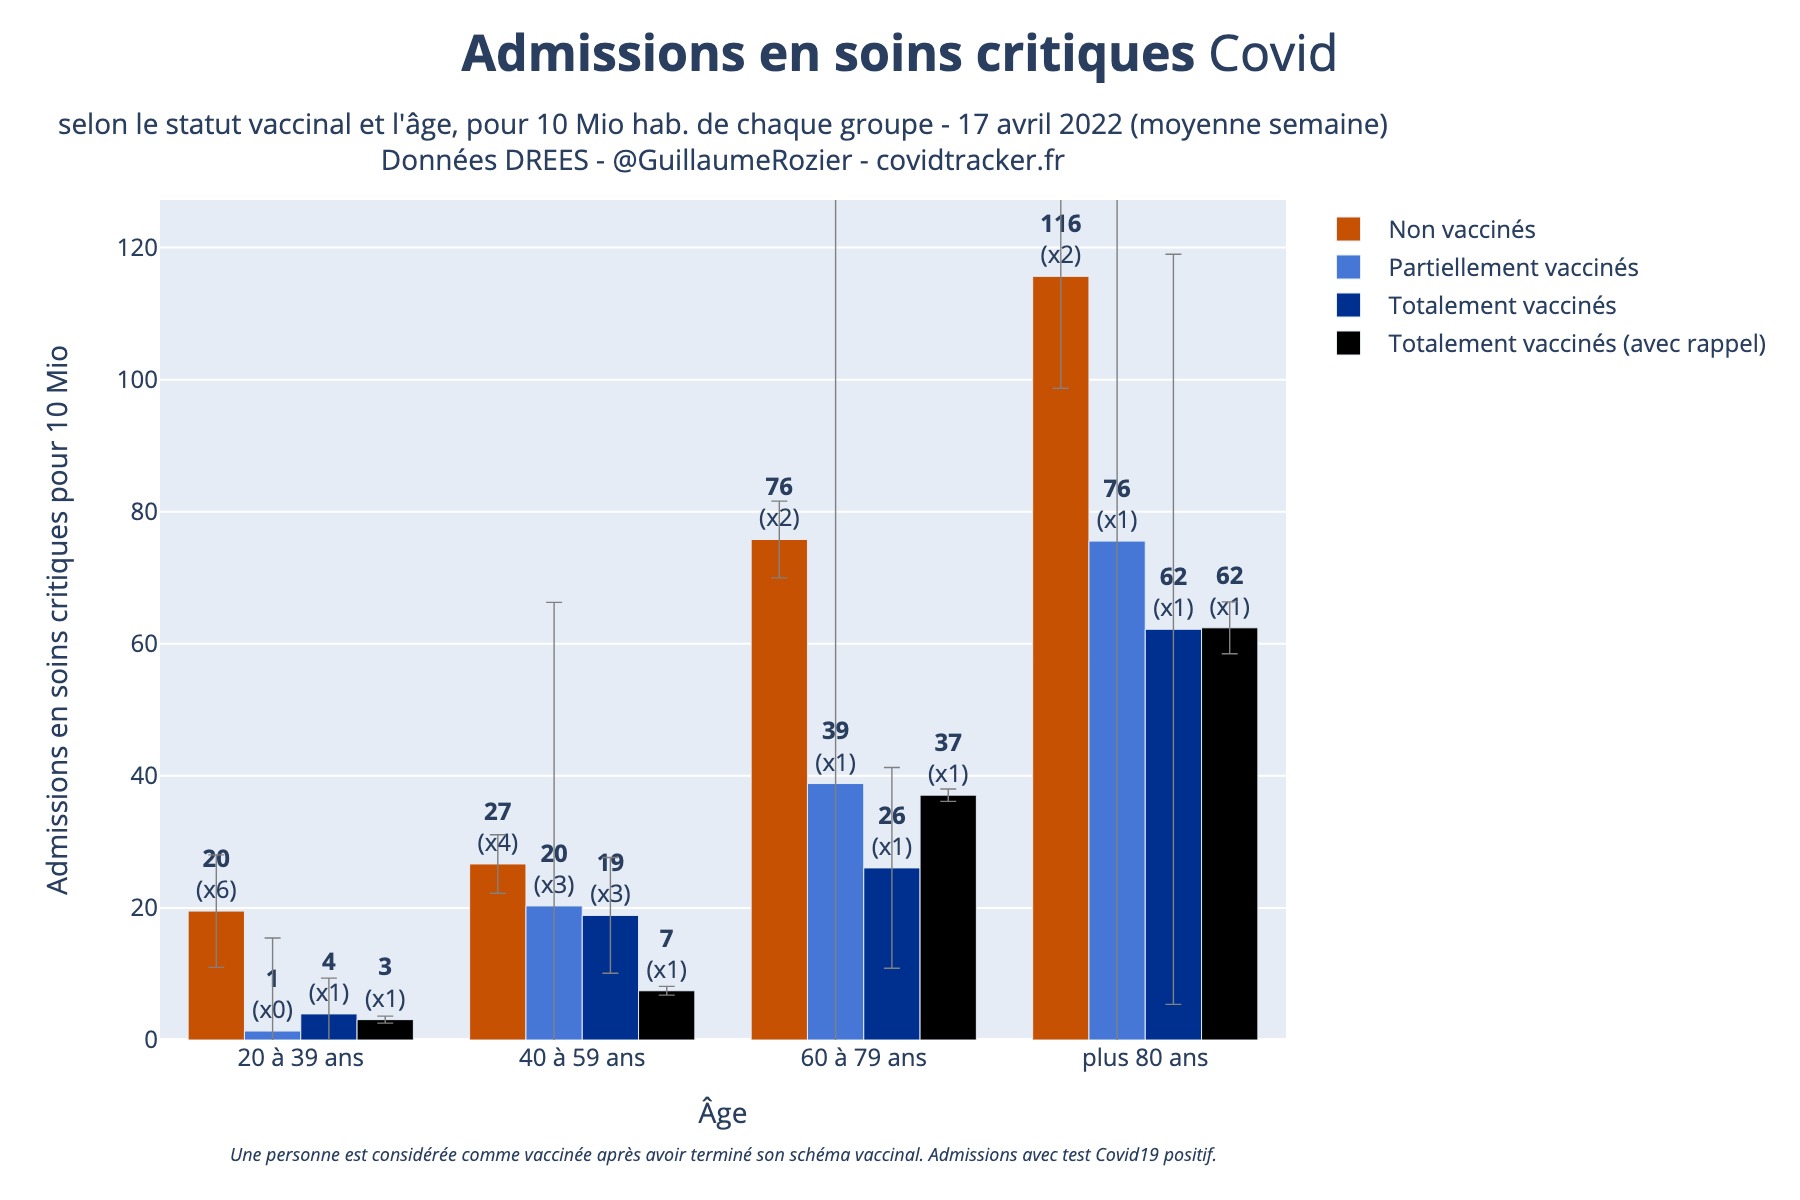 Admissions en soins critiques Covid
selon le statut vaccinal et l'âge, pour 10 Mio hab. de chaque groupe - 17 avril 2022 (moyenne semaine)
Données DREES - @GuillaumeRozier - covidtracker.fr
Non vaccinés
Partiellement vaccinés
Totalement vaccinés
Totalement vaccinés (avec rappel)
Admissions en soins critiques pour 10 Mio
120
100
80
60
40
20
0
20
(x6)
1
(x0)
4
(x1)
3
(x1)
27
(x4)
20
(x3)
19
(x3)
7
(x1)
76
(x2)
39
(x1)
26
(x1)
37
(x1)
116
(x2)
76
(x1)
62
(x1)
62
(x1)
20 à 39 ans
40 à 59 ans
60 à 79 ans
plus 80 ans
Âge
Une personne est considérée comme vaccinée après avoir terminé son schéma vaccinal. Admissions avec test Covid19 positif.